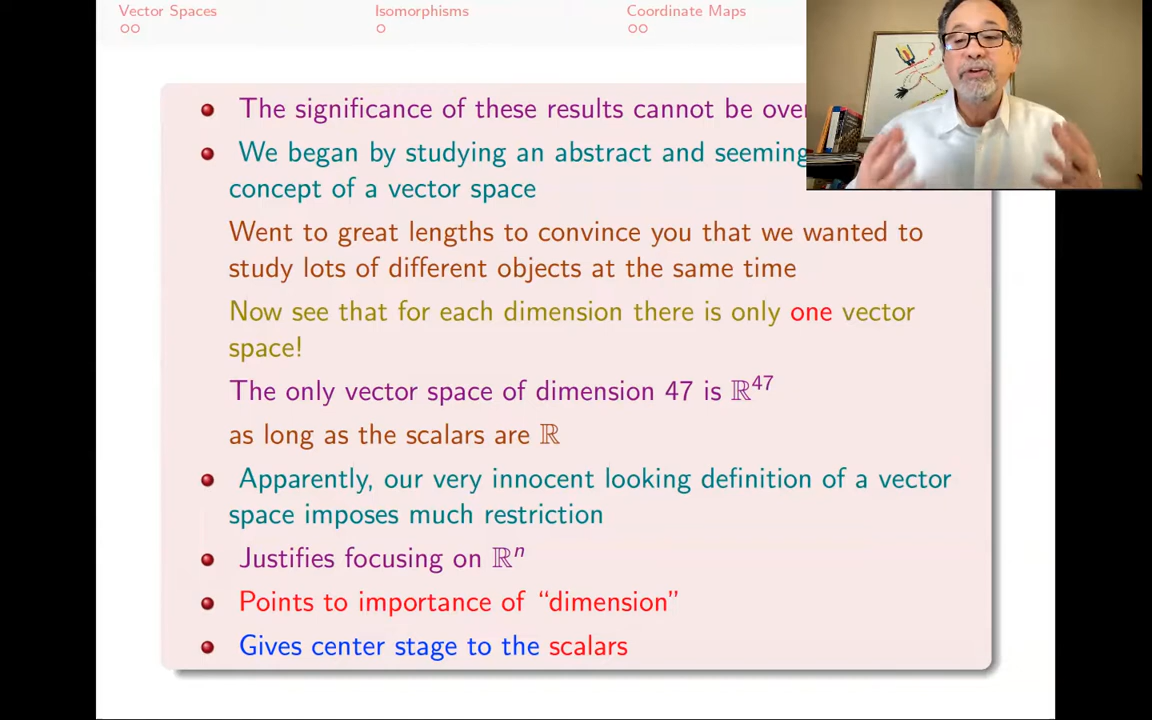 Vector Spaces Isomorphisms Coordinate Maps
The significance of these results cannot be
We began by studying an abstract and
concept of a vector space
Went to great lengths to convince you that we wanted to
study lots of different objects at the same time
Now see that for each dimension there is only one vector
space!
The only vector space of dimension 47 is ℝ⁴⁷
as long as the scalars are ℝ
Apparently, our very innocent looking definition of a vector
space imposes much restriction
Justifies focusing on ℝⁿ
Points to importance of “dimension”
Gives center stage to the scalars